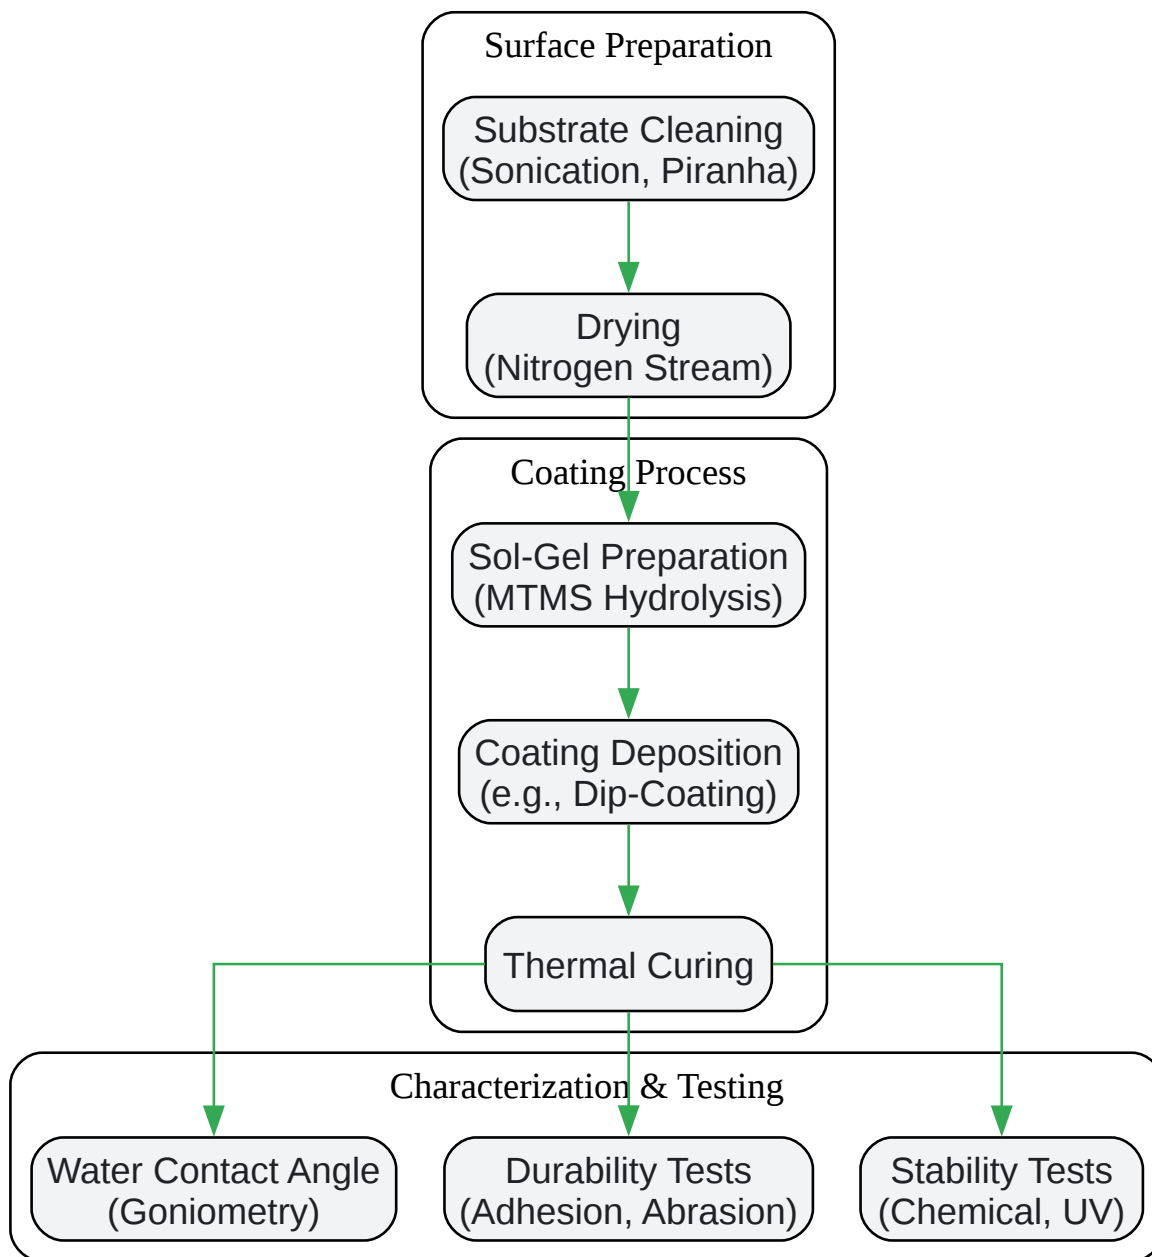 Surface Preparation
Substrate Cleaning
(Sonication, Piranha)
Drying
(Nitrogen Stream)
Coating Process
Sol-Gel Preparation
(MTMS Hydrolysis)
Coating Deposition
(e.g., Dip-Coating)
Thermal Curing
Characterization & Testing
Water Contact Angle
(Goniometry)
Durability Tests
(Adhesion, Abrasion)
Stability Tests
(Chemical, UV)